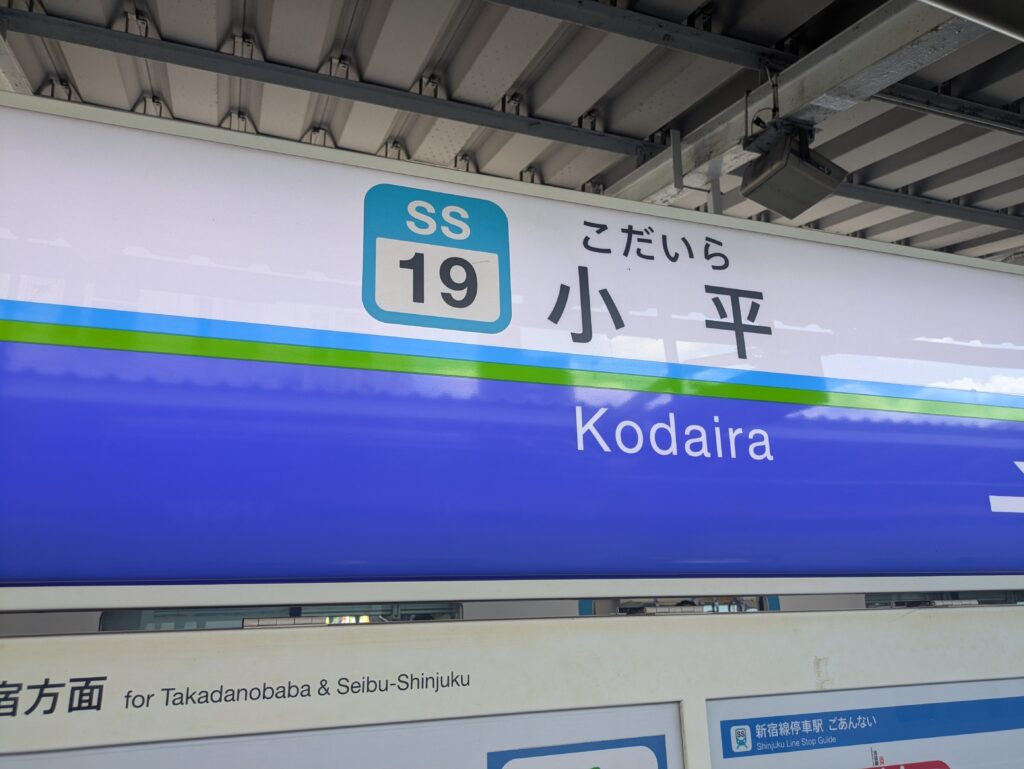 SS
19
こだいら
小平
Kodaira
宿方面 for Takadanobaba & Seibu-Shinjuku
SS 新宿線停車駅 ごあんない
Shinjuku Line Stop Guide